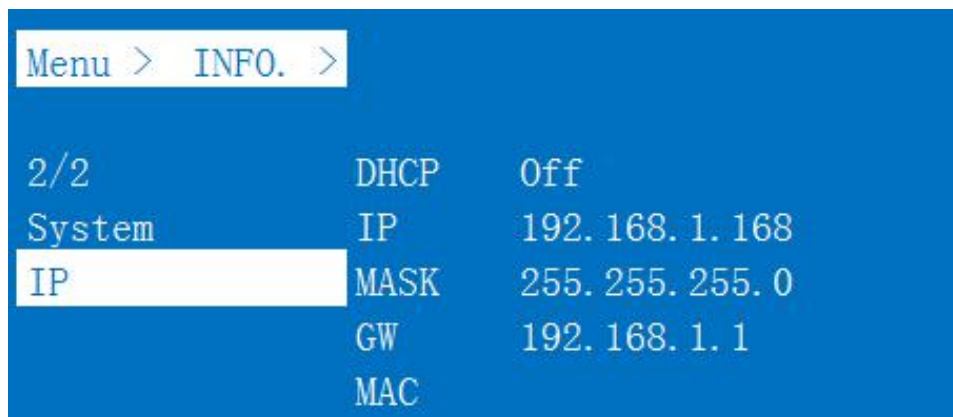 Menu > INFO. >
2/2 DHCP Off
System IP 192.168.1.168
IP MASK 255.255.255.0
GW 192.168.1.1
MAC